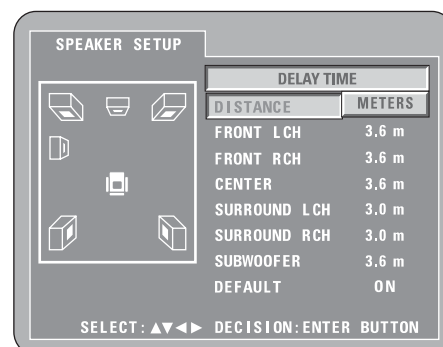 SPEAKER SETUP
DELAY TIME
DISTANCE METERS
FRONT LCH 3.6 m
FRONT RCH 3.6 m
CENTER 3.6 m
SURROUND LCH 3.0 m
SURROUND RCH 3.0 m
SUBWOOFER 3.6 m
DEFAULT ON
SELECT:▲▼◀▶ DECISION:ENTER BUTTON